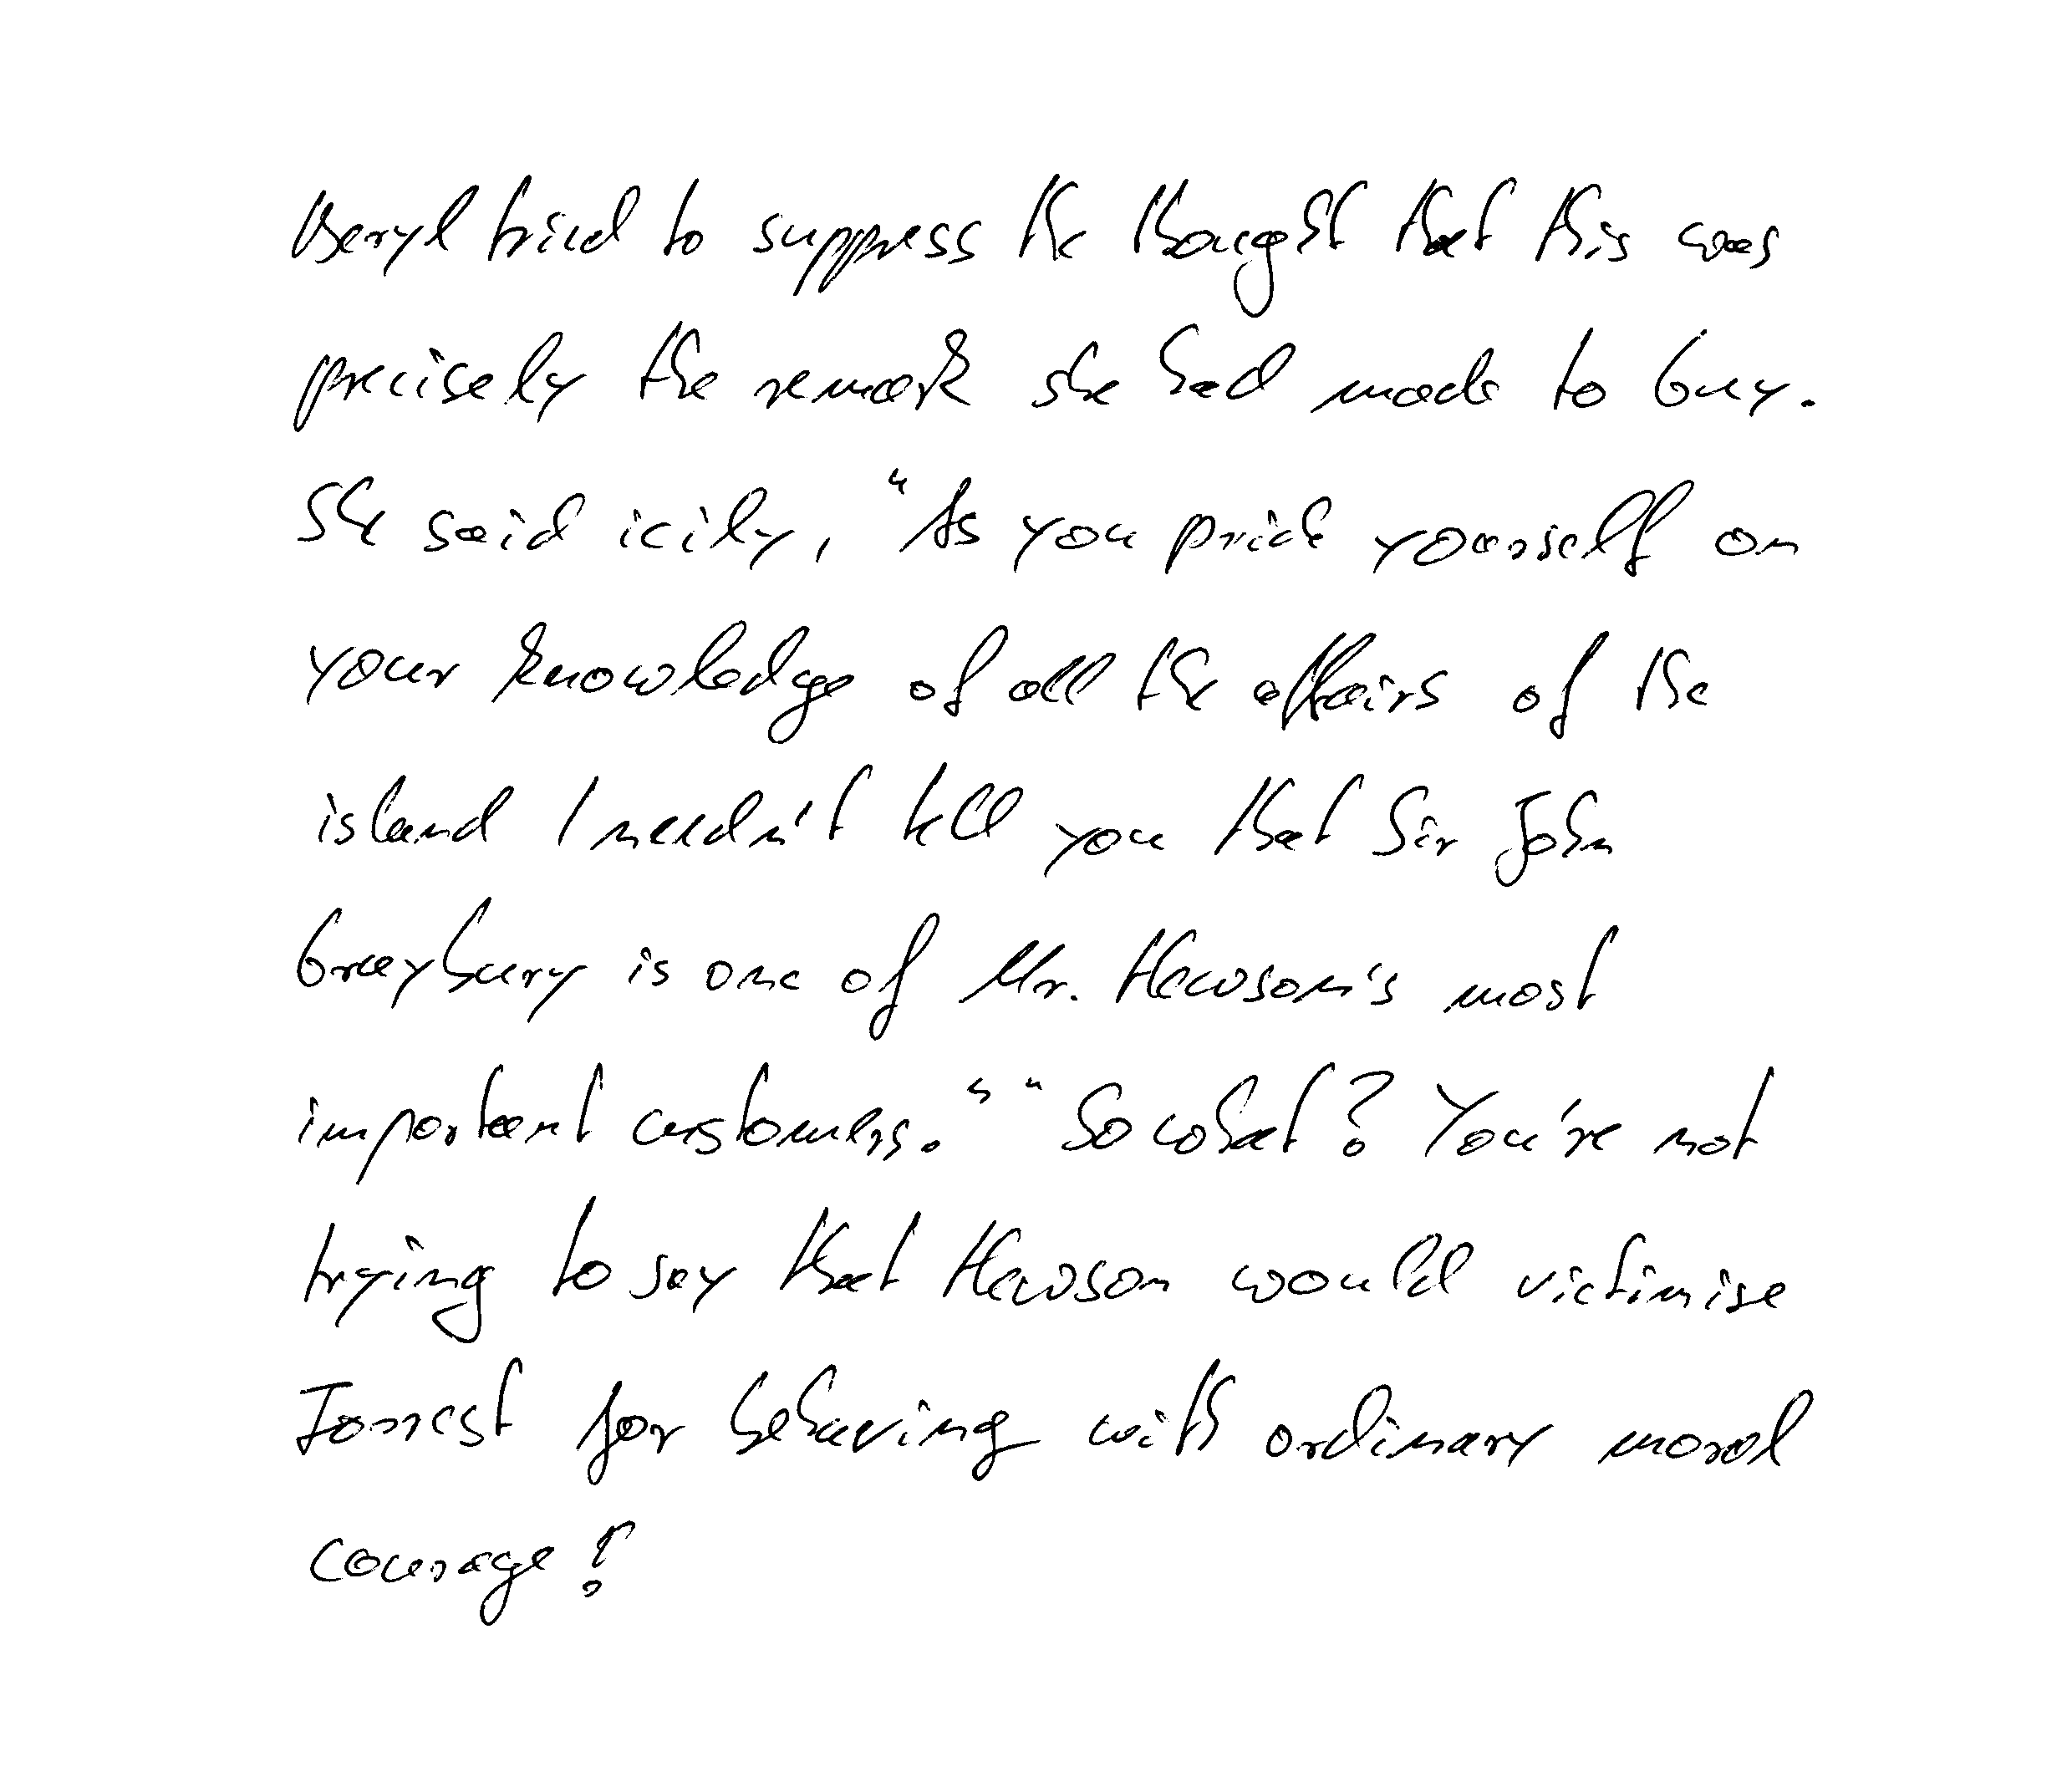 Beryl tried to suppress the thought that this was
precisely the remark she had made to Guy.
She said icily, "As you pride yourself on
your knowledge of all the affairs of the
island I needn't tell you that Sir John
Graybury is one of Mr. Hewson's most
important customers." "So what? You're not
trying to say that Hewson would victimise
Forrest for behaving with ordinary moral
courage!